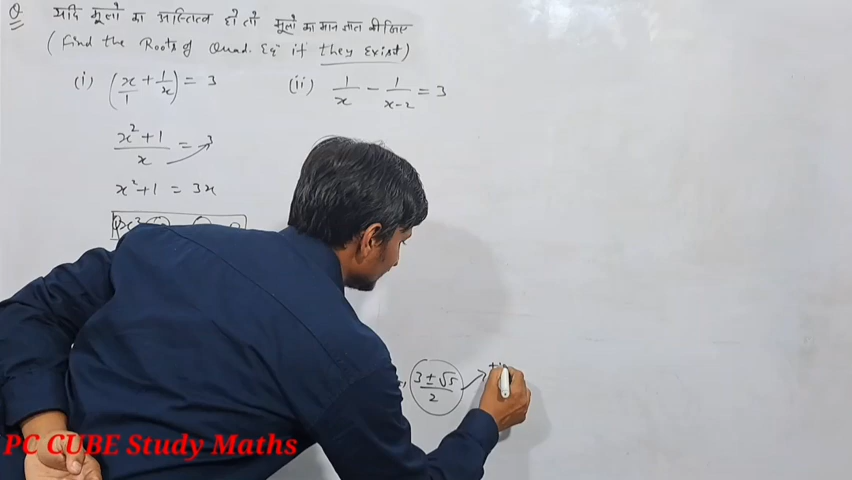 Q यदि मूलों का अस्तित्व हो तो मूलों का मान ज्ञात कीजिए
(Find the Roots of Quad. Eqⁿ if they Exist)
(i) (x/1 + 1/x) = 3 (ii) 1/x - 1/(x-2) = 3
(x² + 1)/x = 3
x² + 1 = 3x
(3 ± √5)/2
PC CUBE Study Maths